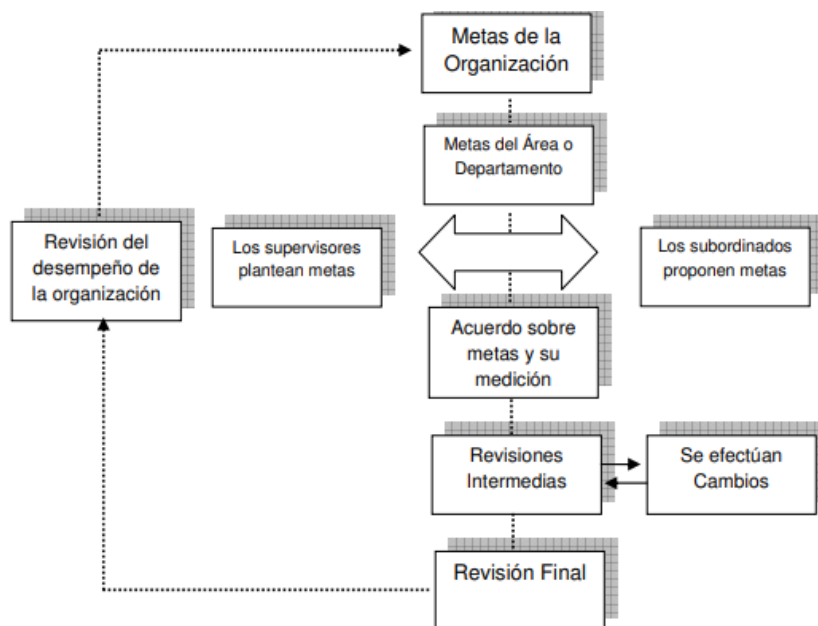 Metas de la
Organización
Metas del Área o
Departamento
Revisión del
desempeño de
la organización
Los supervisores
plantean metas
Los subordinados
proponen metas
Acuerdo sobre
metas y su
medición
Revisiones
Intermedias
Se efectúan
Cambios
Revisión Final